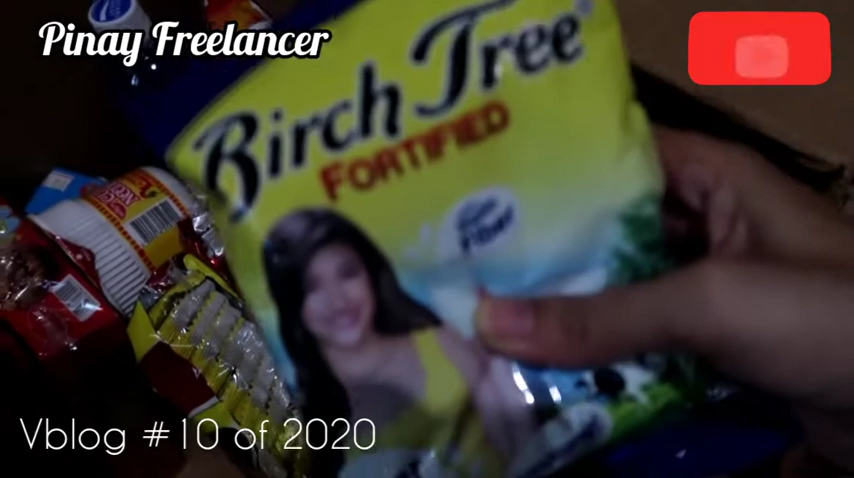 Pinay Freelancer
Birch Tree
FORTIFIED
Vblog #10 of 2020